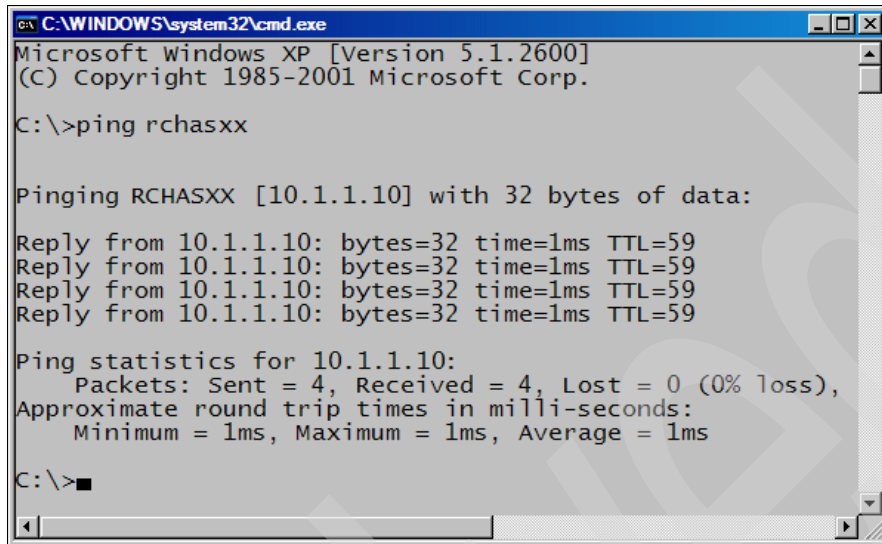 C:\WINDOWS\system32\cmd.exe
Microsoft Windows XP [Version 5.1.2600]
(C) Copyright 1985-2001 Microsoft Corp.
C:\>ping rchasxx
Pinging RCHASXX [10.1.1.10] with 32 bytes of data:
Reply from 10.1.1.10: bytes=32 time=1ms TTL=59
Reply from 10.1.1.10: bytes=32 time=1ms TTL=59
Reply from 10.1.1.10: bytes=32 time=1ms TTL=59
Reply from 10.1.1.10: bytes=32 time=1ms TTL=59
Ping statistics for 10.1.1.10:
Packets: Sent = 4, Received = 4, Lost = 0 (0% loss),
Approximate round trip times in milli-seconds:
Minimum = 1ms, Maximum = 1ms, Average = 1ms
C:\>